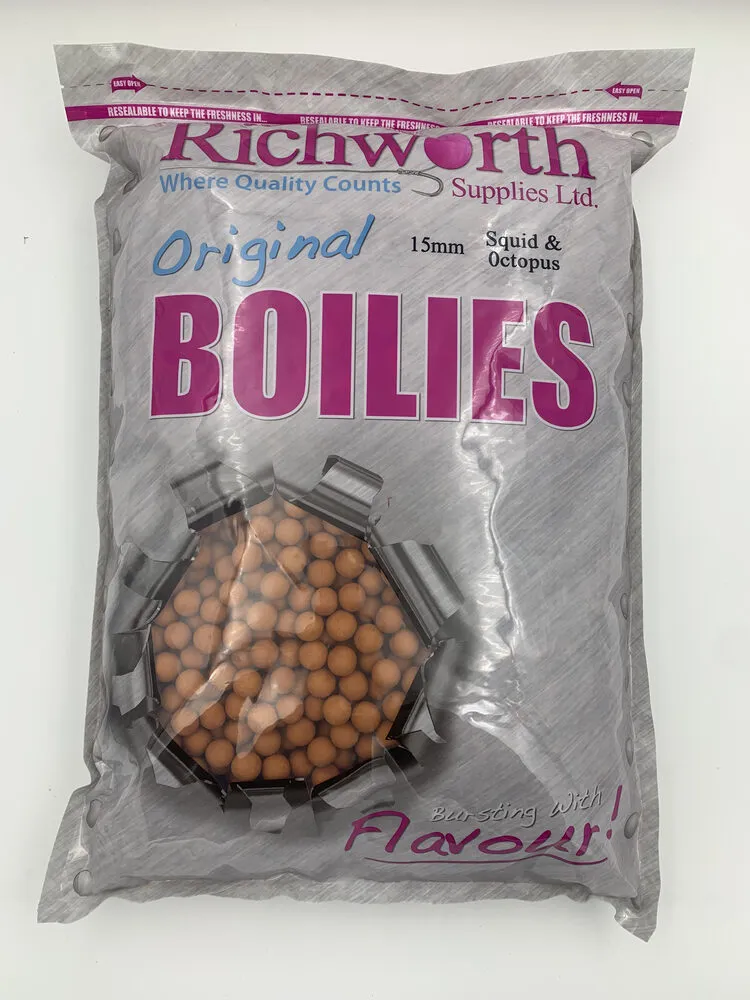 EASY OPEN
EASY OPEN
RESEALABLE TO KEEP THE FRESHNESS IN... RESEALABLE TO KEEP THE FRESHNESS RESEALABLE TO KEEP THE FRESHNESS IN...
Richworth
Where Quality Counts
Supplies Ltd.
Original
15mm
Squid &
Octopus
BOILIES
Bursting With
Flavour!